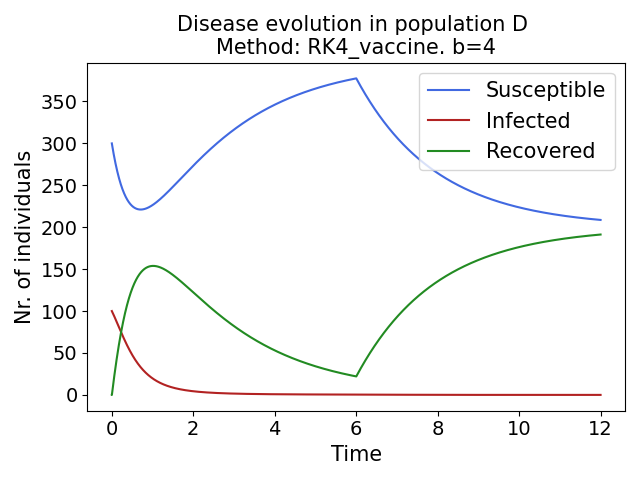 Disease evolution in population D
Method: RK4_vaccine. b=4
Susceptible
Infected
Recovered
Nr. of individuals
350
300
250
200
150
100
50
0
0 2 4 6 8 10 12
Time